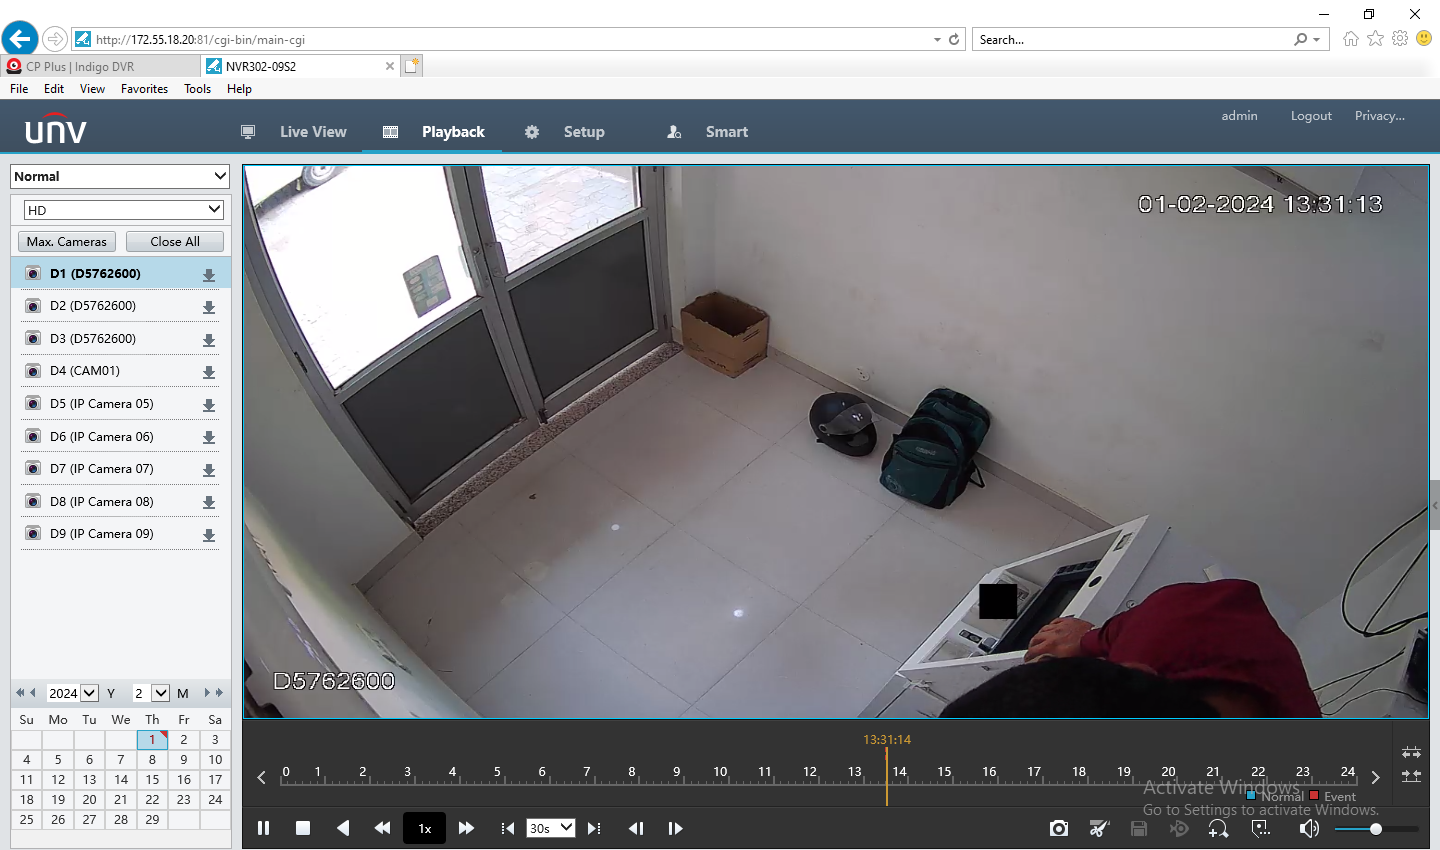 http://172.55.18.20:81/cgi-bin/main-cgi
Search...
CP Plus | Indigo DVR
NVR302-09S2
File Edit View Favorites Tools Help
unv
Live View Playback Setup Smart
admin Logout Privacy...
Normal
HD
Max. Cameras Close All
D1 (D5762600)
D2 (D5762600)
D3 (D5762600)
D4 (CAM01)
D5 (IP Camera 05)
D6 (IP Camera 06)
D7 (IP Camera 07)
D8 (IP Camera 08)
D9 (IP Camera 09)
2024 Y 2 M
Su Mo Tu We Th Fr Sa
1 2 3
4 5 6 7 8 9 10
11 12 13 14 15 16 17
18 19 20 21 22 23 24
25 26 27 28 29
01-02-2024 13:31:13
D5762600
13:31:14
0 1 2 3 4 5 6 7 8 9 10 11 12 13 14 15 16 17 18 19 20 21 22 23 24
Normal Event
Activate Windows
Go to Settings to activate Windows.
1x
30s